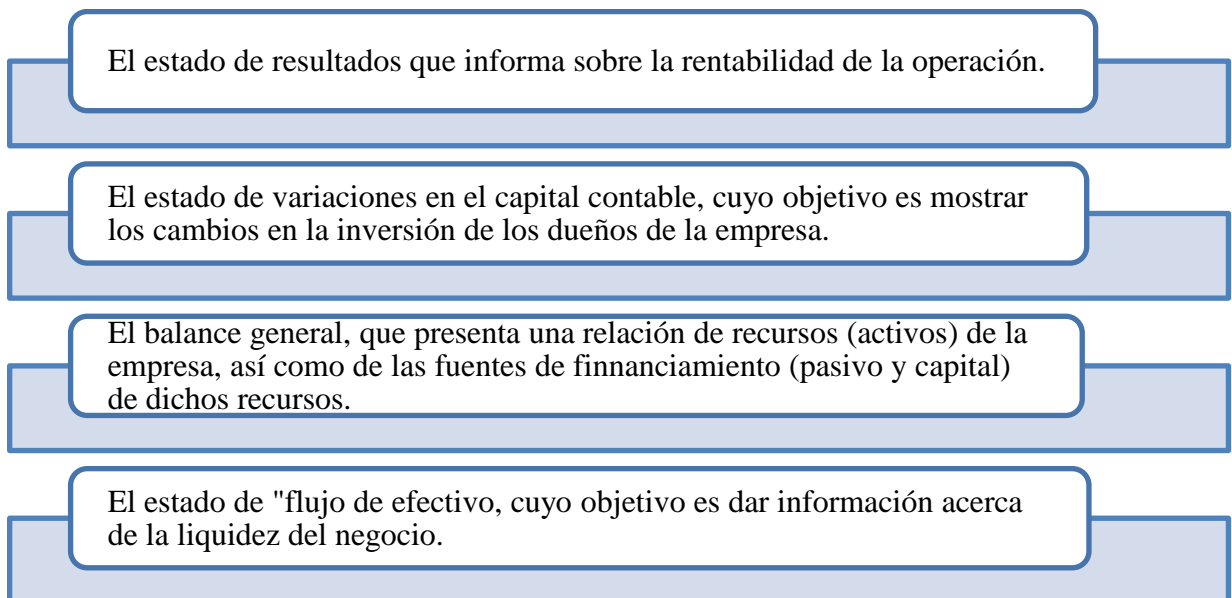 El estado de resultados que informa sobre la rentabilidad de la operación.
El estado de variaciones en el capital contable, cuyo objetivo es mostrar
los cambios en la inversión de los dueños de la empresa.
El balance general, que presenta una relación de recursos (activos) de la
empresa, así como de las fuentes de finnanciamiento (pasivo y capital)
de dichos recursos.
El estado de "flujo de efectivo, cuyo objetivo es dar información acerca
de la liquidez del negocio.